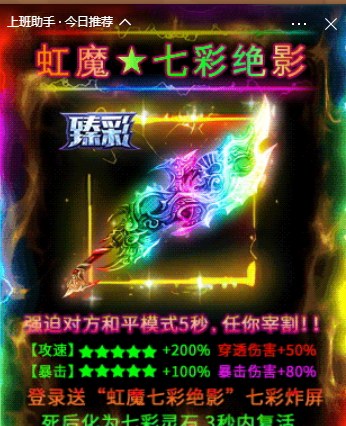 上班助手·今日推荐
虹魔★七彩绝影
臻彩
强迫对方和平模式5秒,任你宰割!!
【攻速】★★★★★+200% 穿透伤害+50%
【暴击】★★★★★+100% 暴击伤害+80%
登录送“虹魔七彩绝影”七彩炸屏
死后化为七彩灵石,3秒内复活